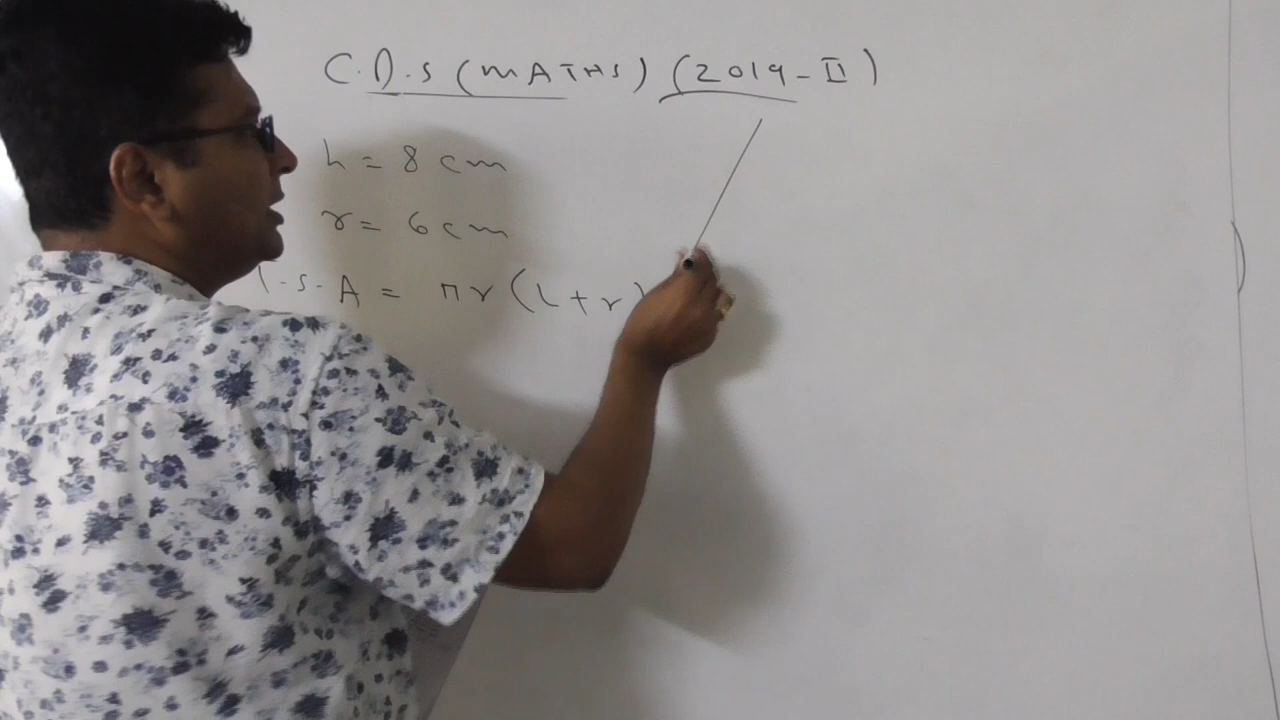 C.D.S (MATHS) (2019-II)
h = 8 cm
r = 6 cm
T.S.A = πr(l+r)